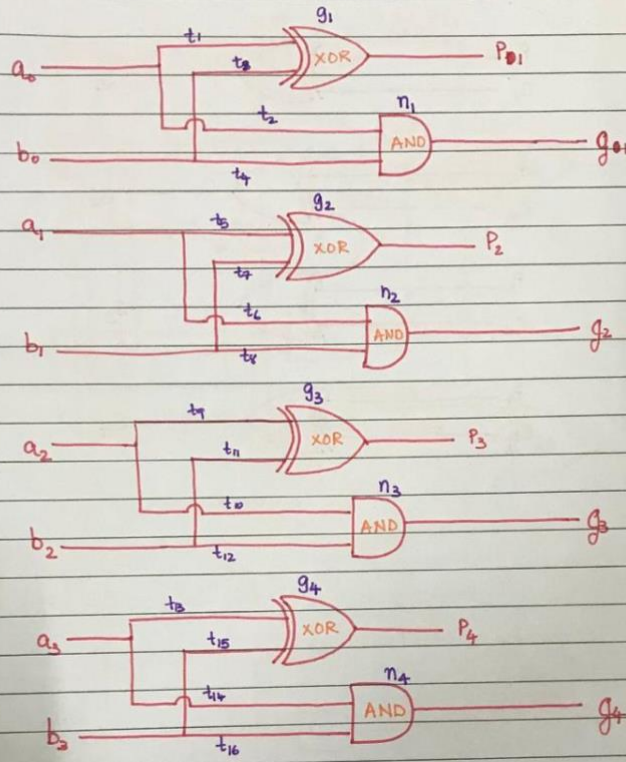 g₁
t₁
a₀ t₃ XOR P₁
n₁
t₂
AND g₁
b₀
t₄
g₂
a₁ t₅
XOR P₂
t₇
n₂
t₆
AND g₂
b₁ t₈
g₃
t₉
a₂ t₁₁ XOR P₃
n₃
t₁₀
AND g₃
b₂ t₁₂
g₄
t₁₃
a₃ t₁₅ XOR P₄
n₄
t₁₄
AND g₄
b₃ t₁₆